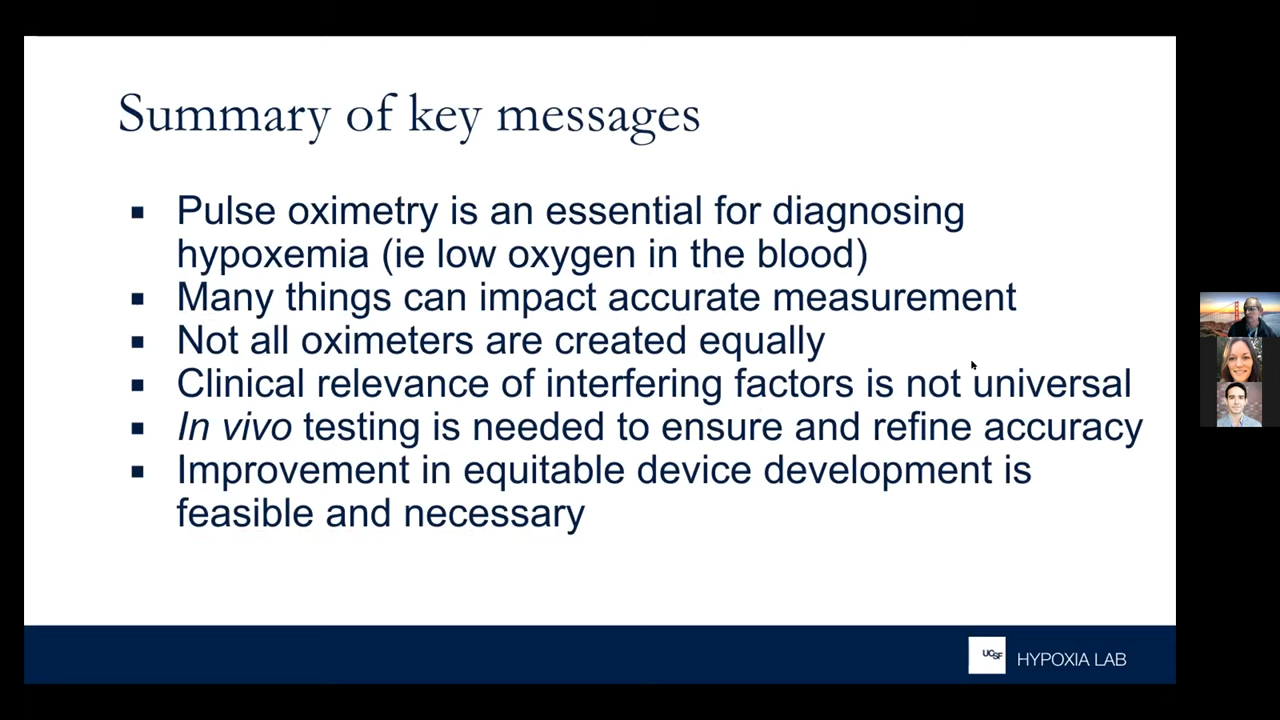 Summary of key messages
▪ Pulse oximetry is an essential for diagnosing
hypoxemia (ie low oxygen in the blood)
▪ Many things can impact accurate measurement
▪ Not all oximeters are created equally
▪ Clinical relevance of interfering factors is not universal
▪ In vivo testing is needed to ensure and refine accuracy
▪ Improvement in equitable device development is
feasible and necessary
UCSF HYPOXIA LAB